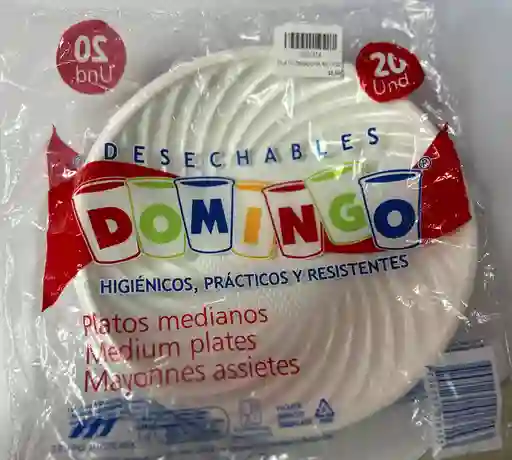 20
Und.
20
Und.
DESECHABLES
DOMINGO
HIGIÉNICOS, PRÁCTICOS Y RESISTENTES
Platos medianos
Medium plates
Mayonnes assietes